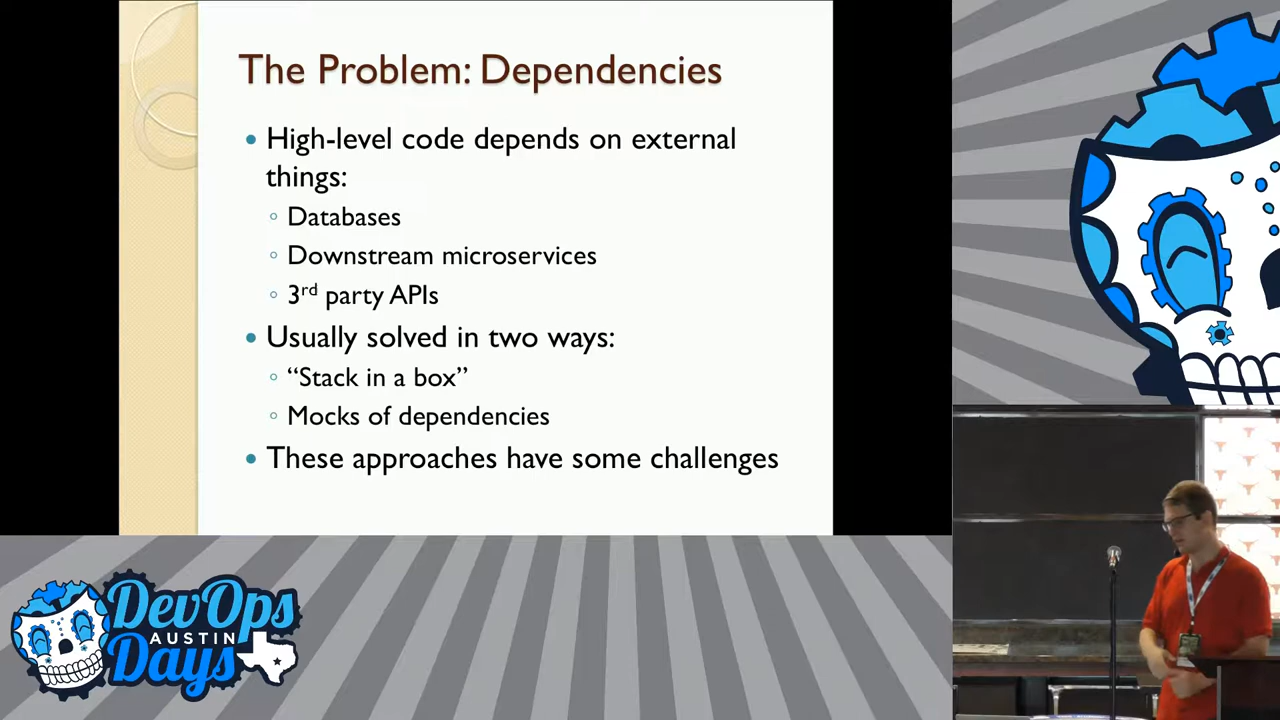 The Problem: Dependencies
• High-level code depends on external
things:
◦ Databases
◦ Downstream microservices
◦ 3rd party APIs
• Usually solved in two ways:
◦ “Stack in a box”
◦ Mocks of dependencies
• These approaches have some challenges
DevOps
AUSTIN
Days